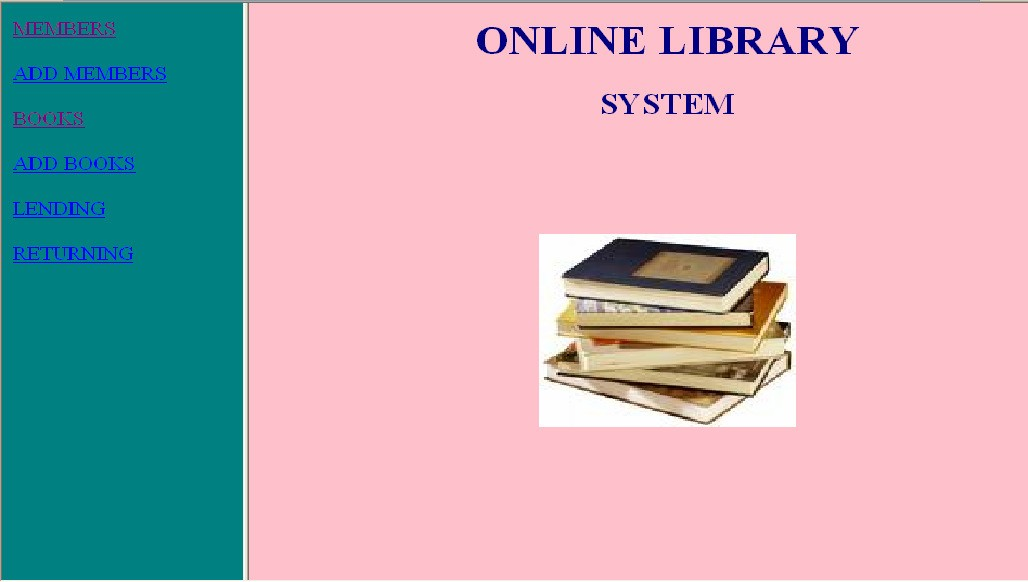 MEMBERS
ADD MEMBERS
BOOKS
ADD BOOKS
LENDING
RETURNING
ONLINE LIBRARY
SYSTEM